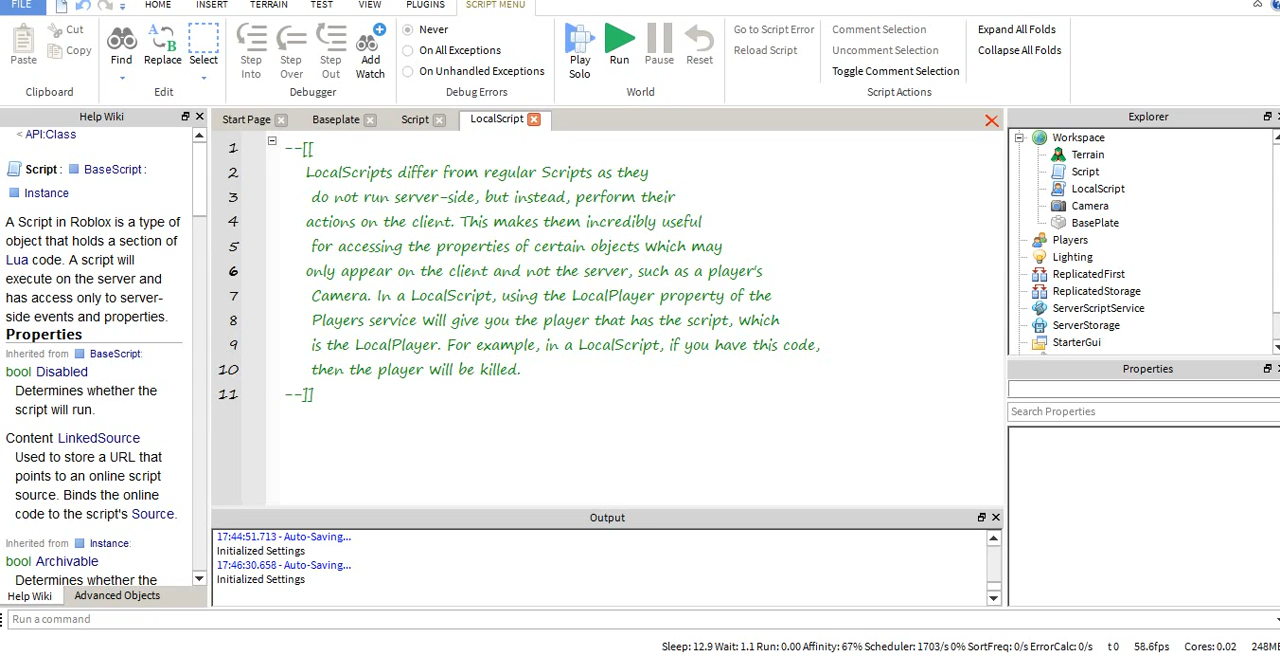 FILE HOME INSERT TERRAIN TEST VIEW PLUGINS SCRIPT MENU
Paste Cut Copy
Clipboard
Find Replace Select
Edit
Step Into Step Over Step Out Add Watch
Debugger
Never
On All Exceptions
On Unhandled Exceptions
Debug Errors
Play Solo Run Pause Reset
World
Go to Script Error
Reload Script
Comment Selection
Uncomment Selection
Toggle Comment Selection
Expand All Folds
Collapse All Folds
Script Actions
Help Wiki
< API:Class
Script : BaseScript :
Instance
A Script in Roblox is a type of
object that holds a section of
Lua code. A script will
execute on the server and
has access only to server-
side events and properties.
Properties
Inherited from BaseScript:
bool Disabled
Determines whether the
script will run.
Content LinkedSource
Used to store a URL that
points to an online script
source. Binds the online
code to the script's Source.
Inherited from Instance:
bool Archivable
Determines whether the
Help Wiki Advanced Objects
Start Page Baseplate Script LocalScript
1 --[[
2 LocalScripts differ from regular Scripts as they
3 do not run server-side, but instead, perform their
4 actions on the client. This makes them incredibly useful
5 for accessing the properties of certain objects which may
6 only appear on the client and not the server, such as a player's
7 Camera. In a LocalScript, using the LocalPlayer property of the
8 Players service will give you the player that has the script, which
9 is the LocalPlayer. For example, in a LocalScript, if you have this code,
10 then the player will be killed.
11 --]]
Output
17:44:51.713 - Auto-Saving...
Initialized Settings
17:46:30.658 - Auto-Saving...
Initialized Settings
Explorer
Workspace
Terrain
Script
LocalScript
Camera
BasePlate
Players
Lighting
ReplicatedFirst
ReplicatedStorage
ServerScriptService
ServerStorage
StarterGui
Properties
Search Properties
Run a command
Sleep: 12.9 Wait: 1.1 Run: 0.00 Affinity: 67% Scheduler: 1703/s 0% SortFreq: 0/s ErrorCalc: 0/s t 0 58.6fps Cores: 0.02 248ME